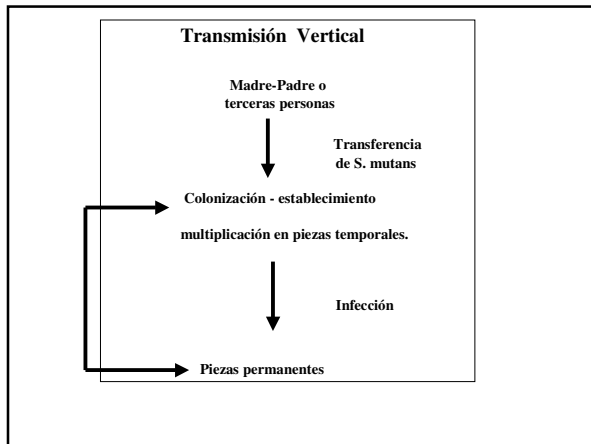 Transmisión Vertical
Madre-Padre o
terceras personas
Transferencia
de S. mutans
Colonización - establecimiento
multiplicación en piezas temporales.
Infección
Piezas permanentes